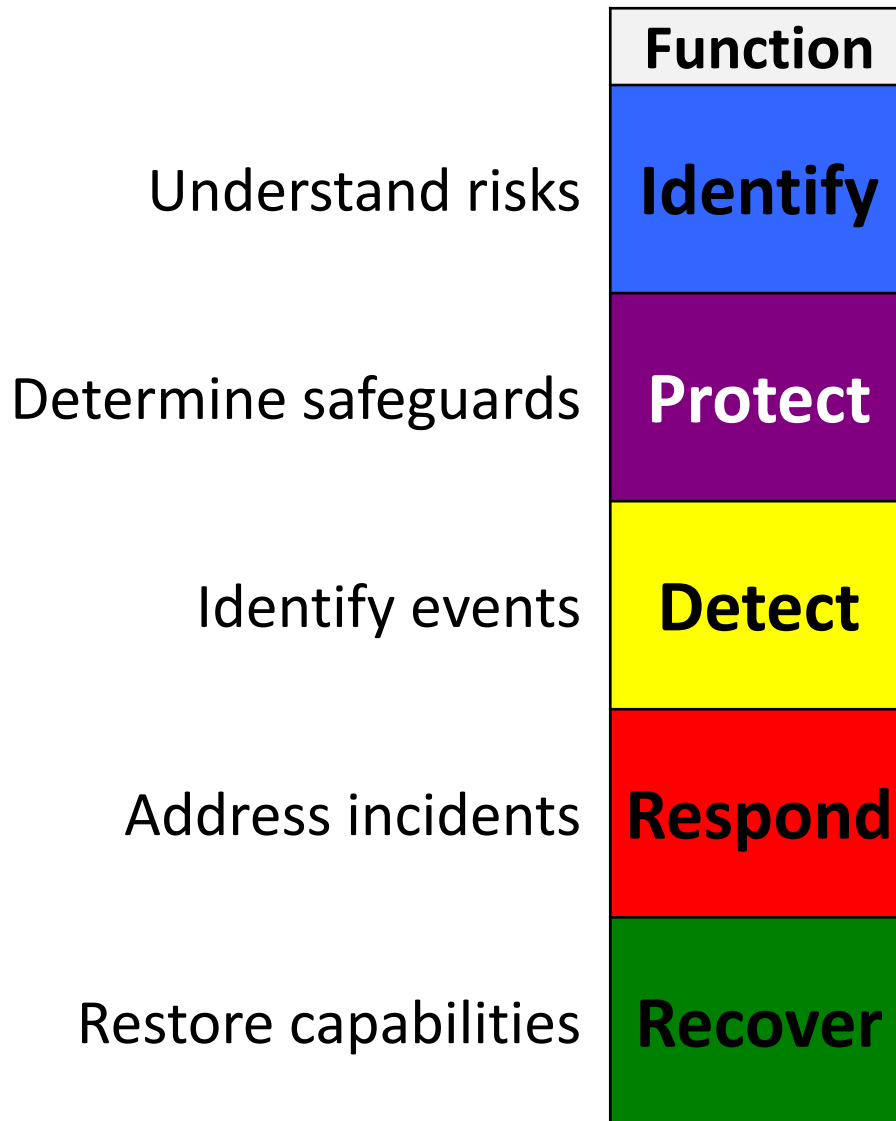 Function
Understand risks Identify
Determine safeguards Protect
Identify events Detect
Address incidents Respond
Restore capabilities Recover